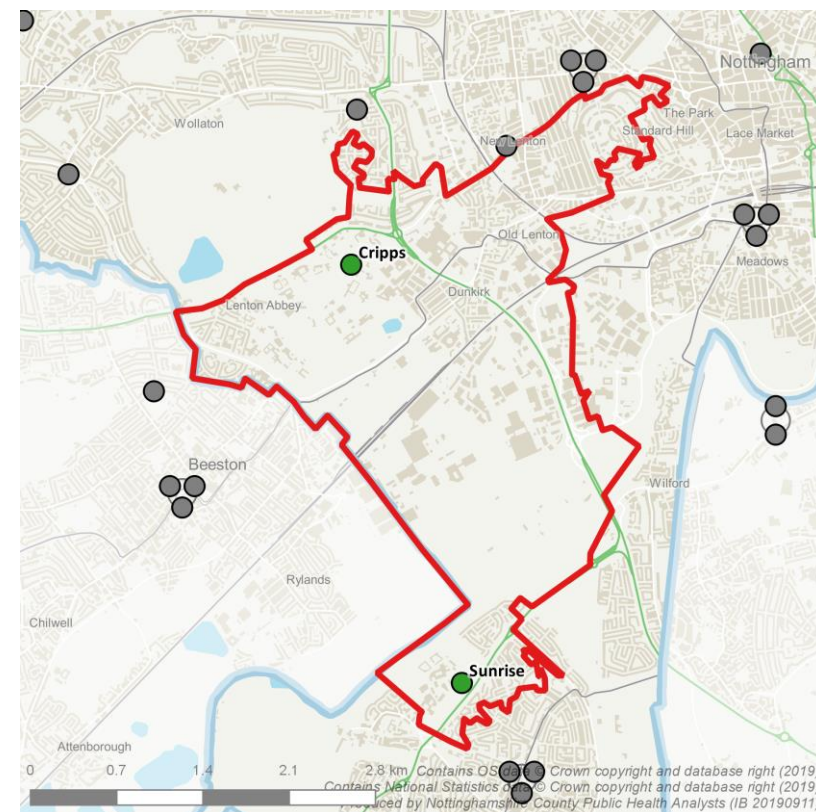 Nottingham
Wollaton
The Park
New Lenton
Standard Hill
Lace Market
Old Lenton
Cripps
Meadows
Dunkirk
Lenton Abbey
Beeston
Wilford
Rylands
Chilwell
Sunrise
Attenborough
0 0.7 1.4 2.1 2.8 km
Contains OS data © Crown copyright and database right (2019
Contains National Statistics data © Crown copyright and database right (2019
by Nottinghamshire County Public Health Analysts (IB 20190911)